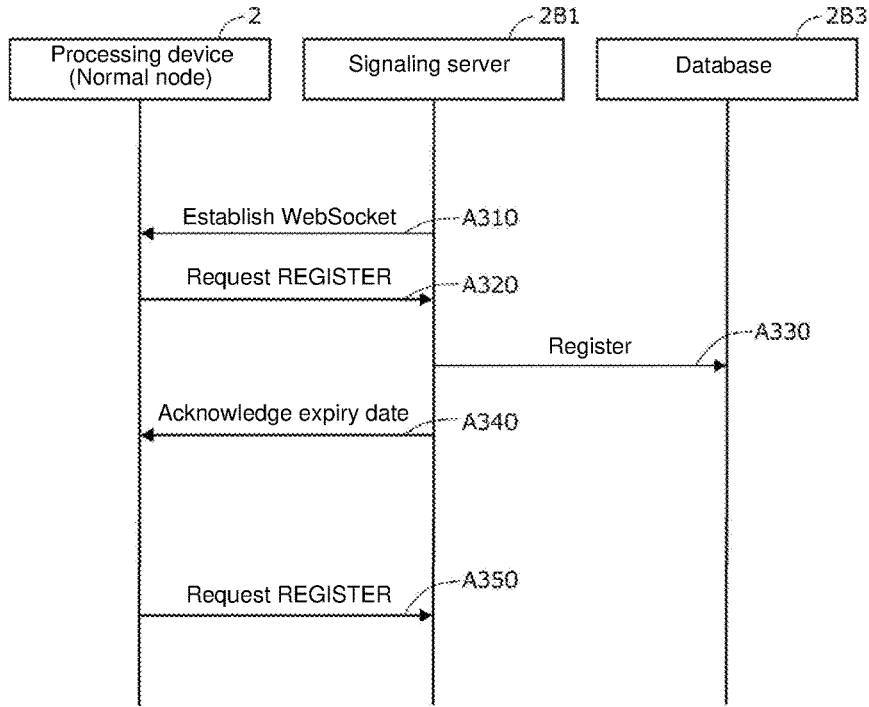 2
2B1
2B3
Processing device
(Normal node)
Signaling server
Database
Establish WebSocket
A310
Request REGISTER
A320
Register
A330
Acknowledge expiry date
A340
Request REGISTER
A350